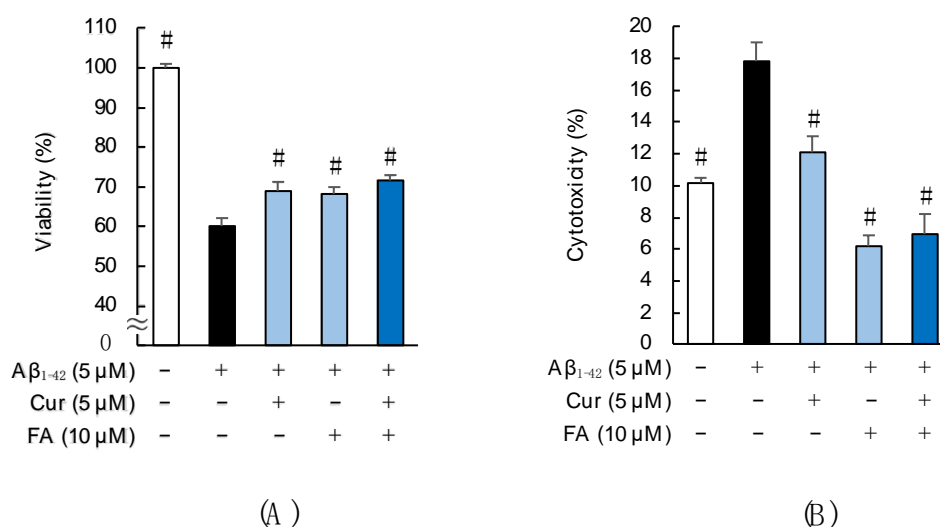 110
#
100
90
80
#
#
#
70
60
50
40
≈
0
Viability (%)
Aβ₁₋₄₂ (5 μM) − + + + +
Cur (5 μM) − − + − +
FA (10 μM) − − − + +
(A)
20
18
16
14
#
12
#
10
8
#
#
6
4
2
0
Cytotoxicity (%)
Aβ₁₋₄₂ (5 μM) − + + + +
Cur (5 μM) − − + − +
FA (10 μM) − − − + +
(B)